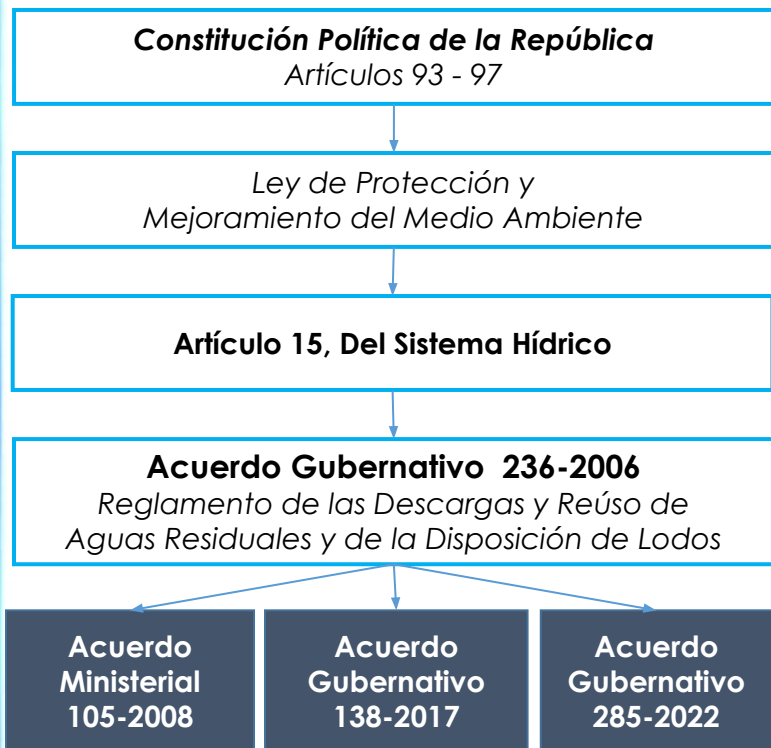 Constitución Política de la República
Artículos 93 - 97
Ley de Protección y
Mejoramiento del Medio Ambiente
Artículo 15, Del Sistema Hídrico
Acuerdo Gubernativo 236-2006
Reglamento de las Descargas y Reúso de
Aguas Residuales y de la Disposición de Lodos
Acuerdo
Ministerial
105-2008
Acuerdo
Gubernativo
138-2017
Acuerdo
Gubernativo
285-2022